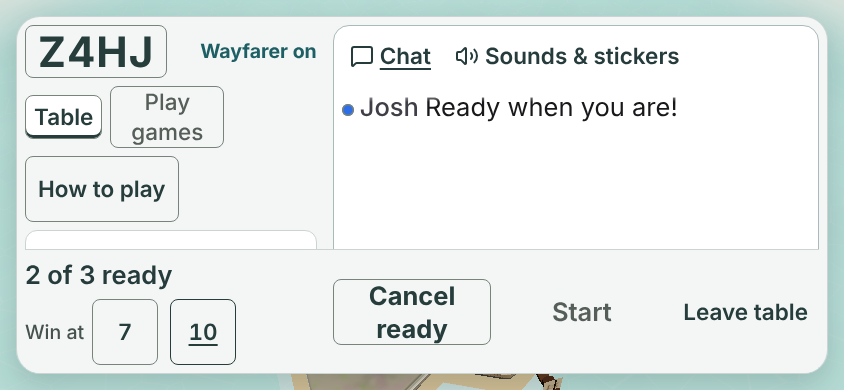 Z4HJ
Wayfarer on
Table
Play
games
How to play
Chat
Sounds & stickers
Josh Ready when you are!
2 of 3 ready
Win at
7
10
Cancel
ready
Start
Leave table